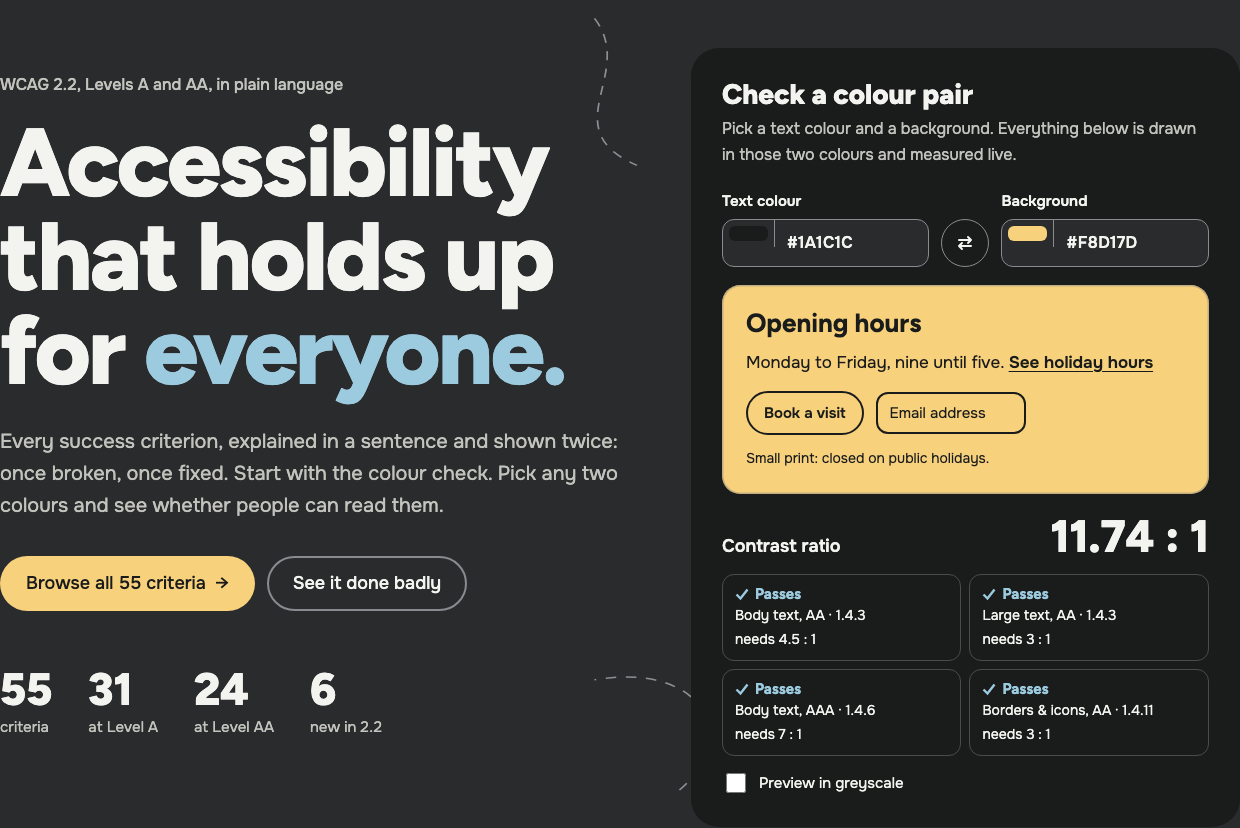 WCAG 2.2, Levels A and AA, in plain language
Accessibility
that holds up
for everyone.
Every success criterion, explained in a sentence and shown twice:
once broken, once fixed. Start with the colour check. Pick any two
colours and see whether people can read them.
Browse all 55 criteria →
See it done badly
55
criteria
31
at Level A
24
at Level AA
6
new in 2.2
Check a colour pair
Pick a text colour and a background. Everything below is drawn
in those two colours and measured live.
Text colour
#1A1C1C
⇄
Background
#F8D17D
Opening hours
Monday to Friday, nine until five. See holiday hours
Book a visit
Email address
Small print: closed on public holidays.
Contrast ratio
11.74 : 1
✓ Passes
Body text, AA · 1.4.3
needs 4.5 : 1
✓ Passes
Large text, AA · 1.4.3
needs 3 : 1
✓ Passes
Body text, AAA · 1.4.6
needs 7 : 1
✓ Passes
Borders & icons, AA · 1.4.11
needs 3 : 1
Preview in greyscale